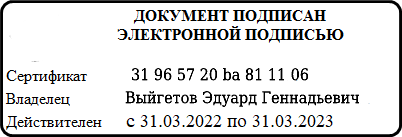 ДОКУМЕНТ ПОДПИСАН
ЭЛЕКТРОННОЙ ПОДПИСЬЮ
Сертификат 31 96 57 20 ba 81 11 06
Владелец Выйгетов Эдуард Геннадьевич
Действителен с 31.03.2022 по 31.03.2023